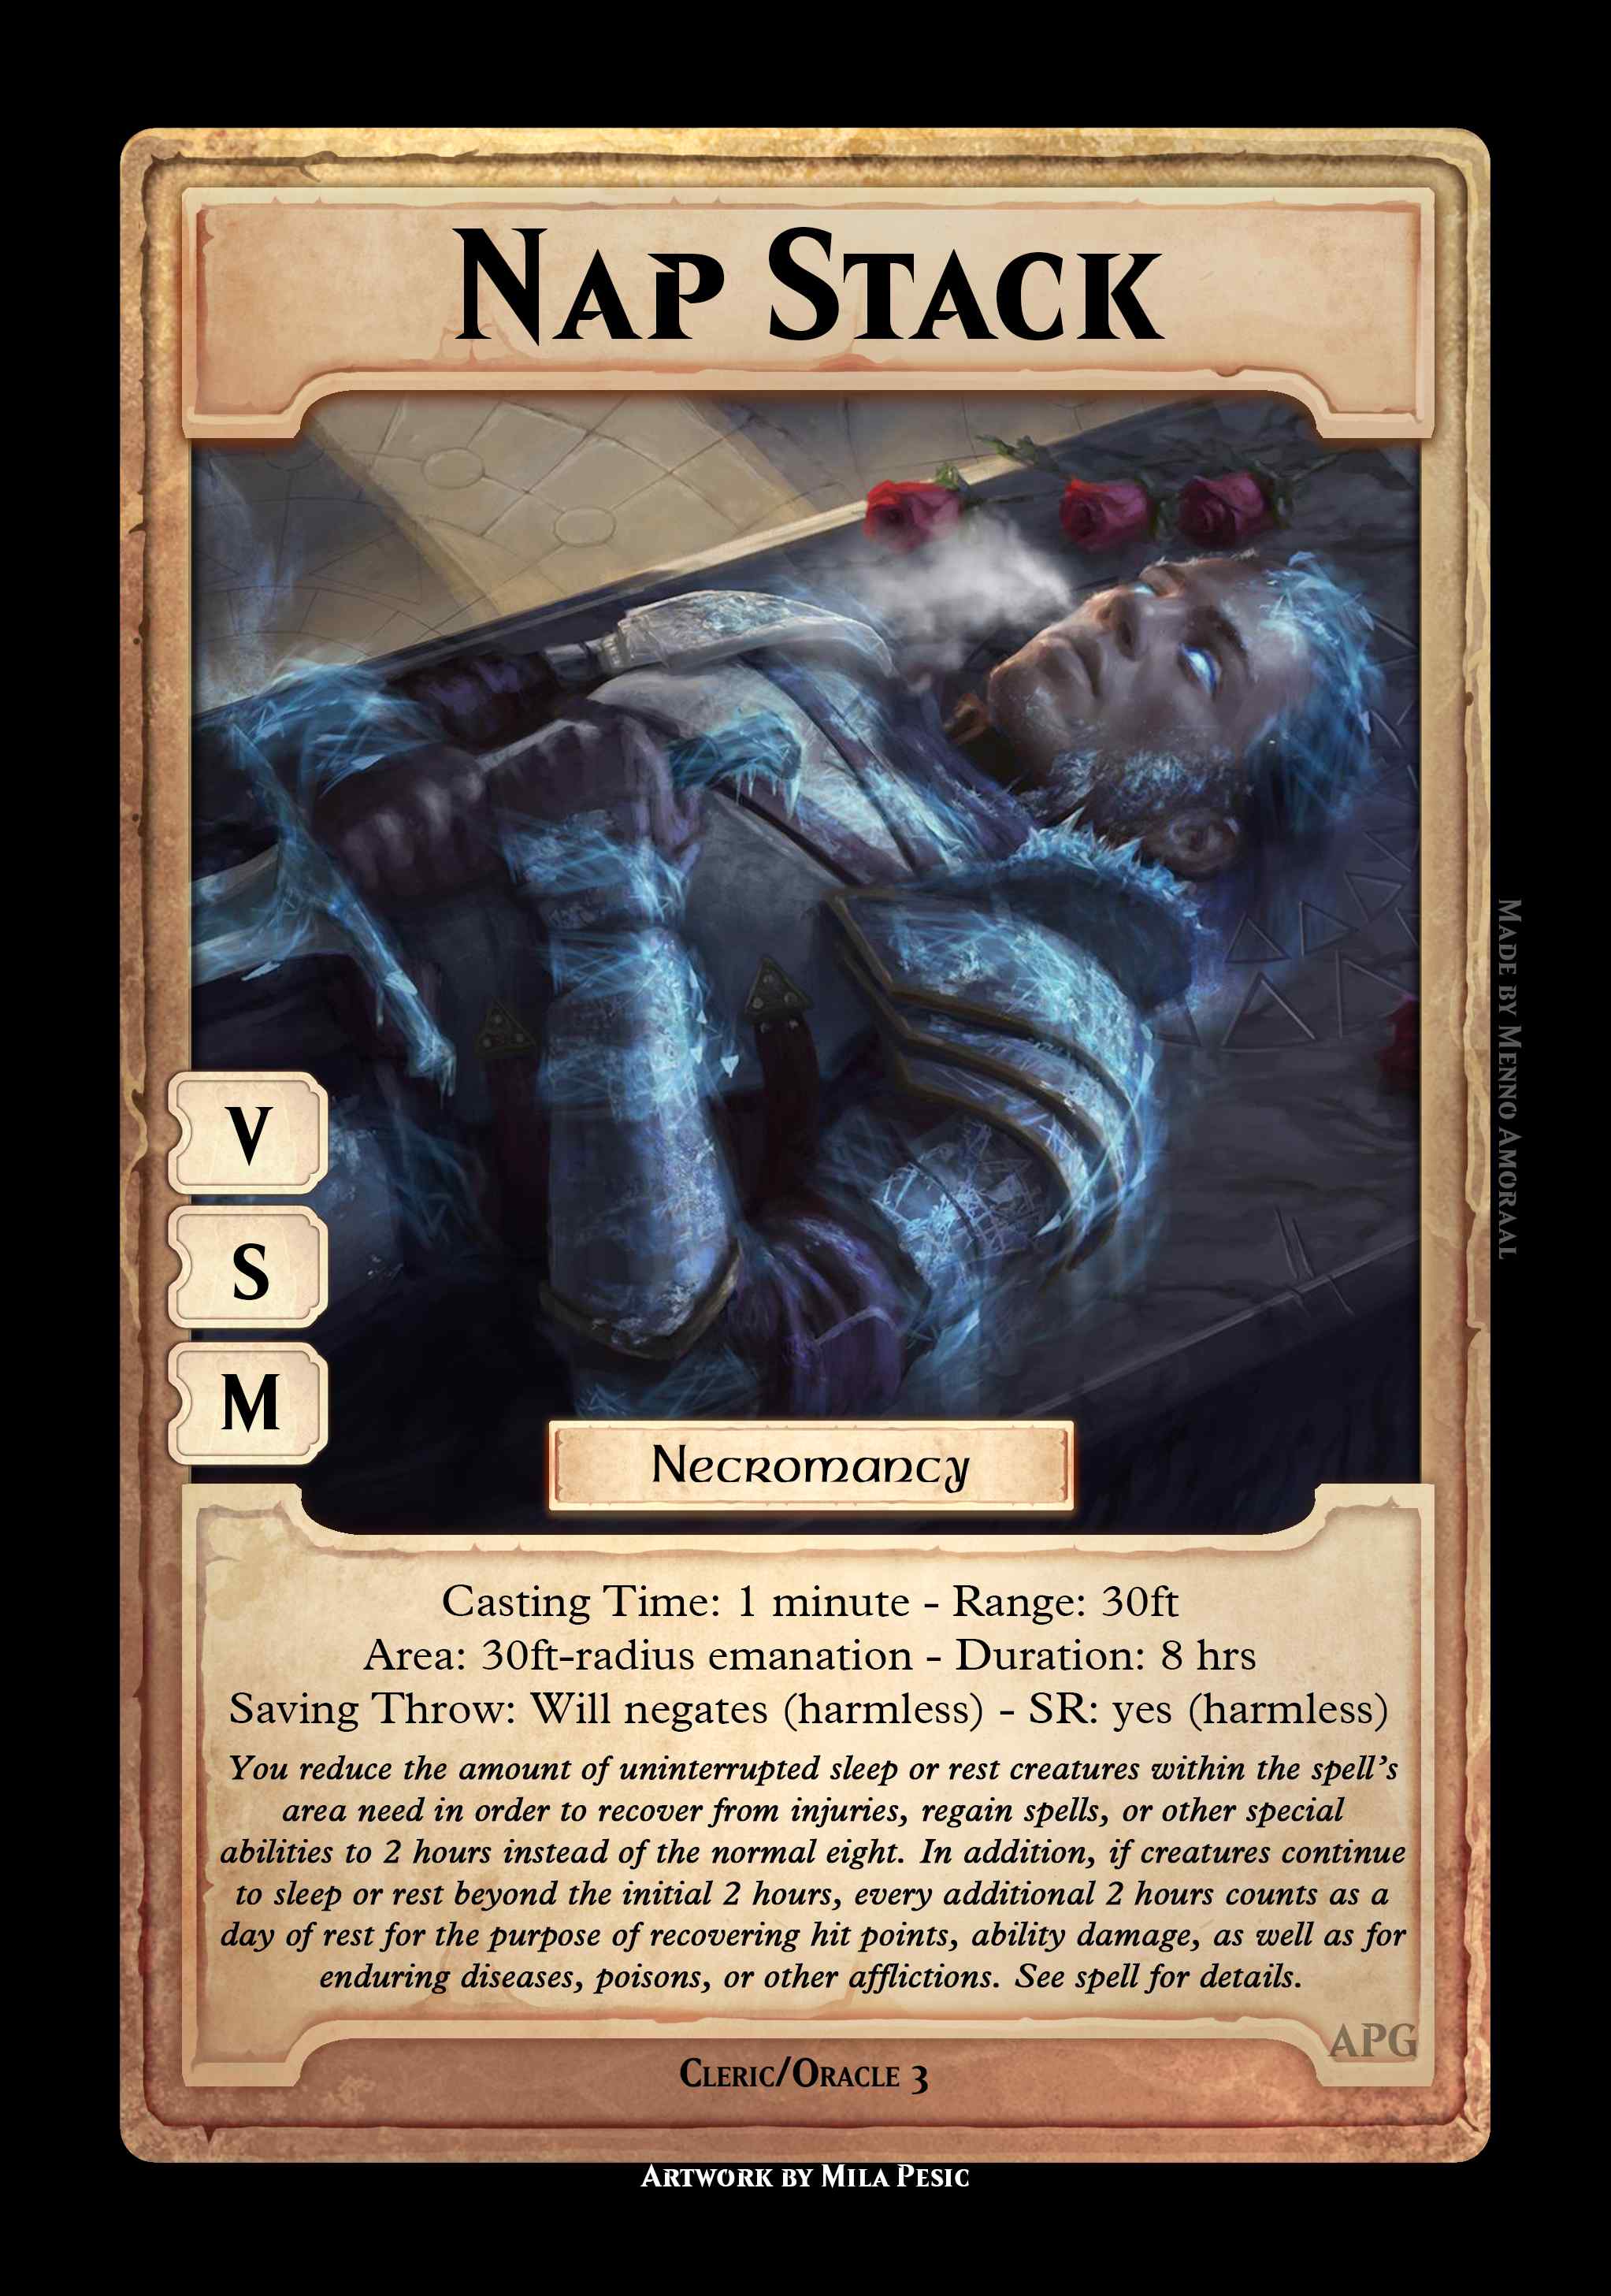 Nap Stack
V
S
M
Necromancy
Casting Time: 1 minute - Range: 30ft
Area: 30ft-radius emanation - Duration: 8 hrs
Saving Throw: Will negates (harmless) - SR: yes (harmless)
You reduce the amount of uninterrupted sleep or rest creatures within the spell's
area need in order to recover from injuries, regain spells, or other special
abilities to 2 hours instead of the normal eight. In addition, if creatures continue
to sleep or rest beyond the initial 2 hours, every additional 2 hours counts as a
day of rest for the purpose of recovering hit points, ability damage, as well as for
enduring diseases, poisons, or other afflictions. See spell for details.
APG
Cleric/Oracle 3
Artwork by Mila Pesic
Made by Menno Amoraal